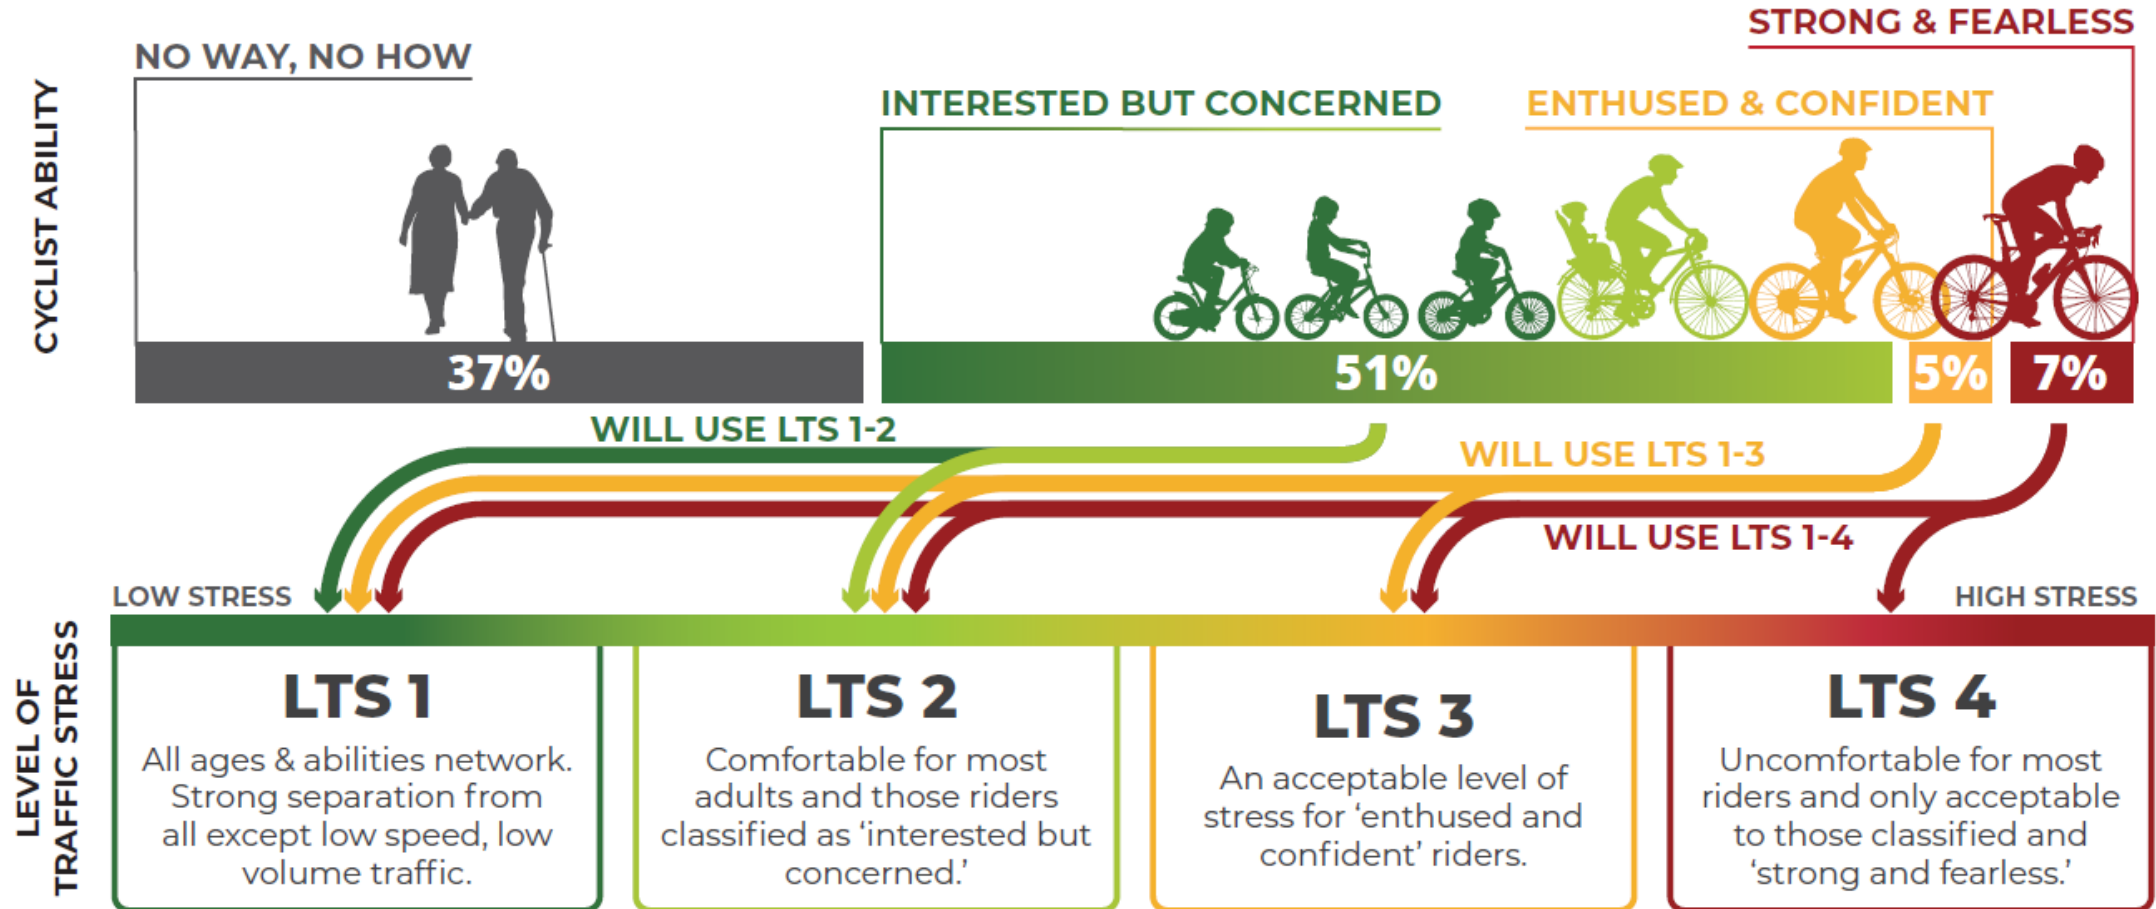 STRONG & FEARLESS
NO WAY, NO HOW
INTERESTED BUT CONCERNED
ENTHUSED & CONFIDENT
CYCLIST ABILITY
37%
51%
5%
7%
WILL USE LTS 1-2
WILL USE LTS 1-3
WILL USE LTS 1-4
LOW STRESS
HIGH STRESS
LEVEL OF
TRAFFIC STRESS
LTS 1
All ages & abilities network.
Strong separation from
all except low speed, low
volume traffic.
LTS 2
Comfortable for most
adults and those riders
classified as ‘interested but
concerned.’
LTS 3
An acceptable level of
stress for ‘enthused and
confident’ riders.
LTS 4
Uncomfortable for most
riders and only acceptable
to those classified and
‘strong and fearless.’